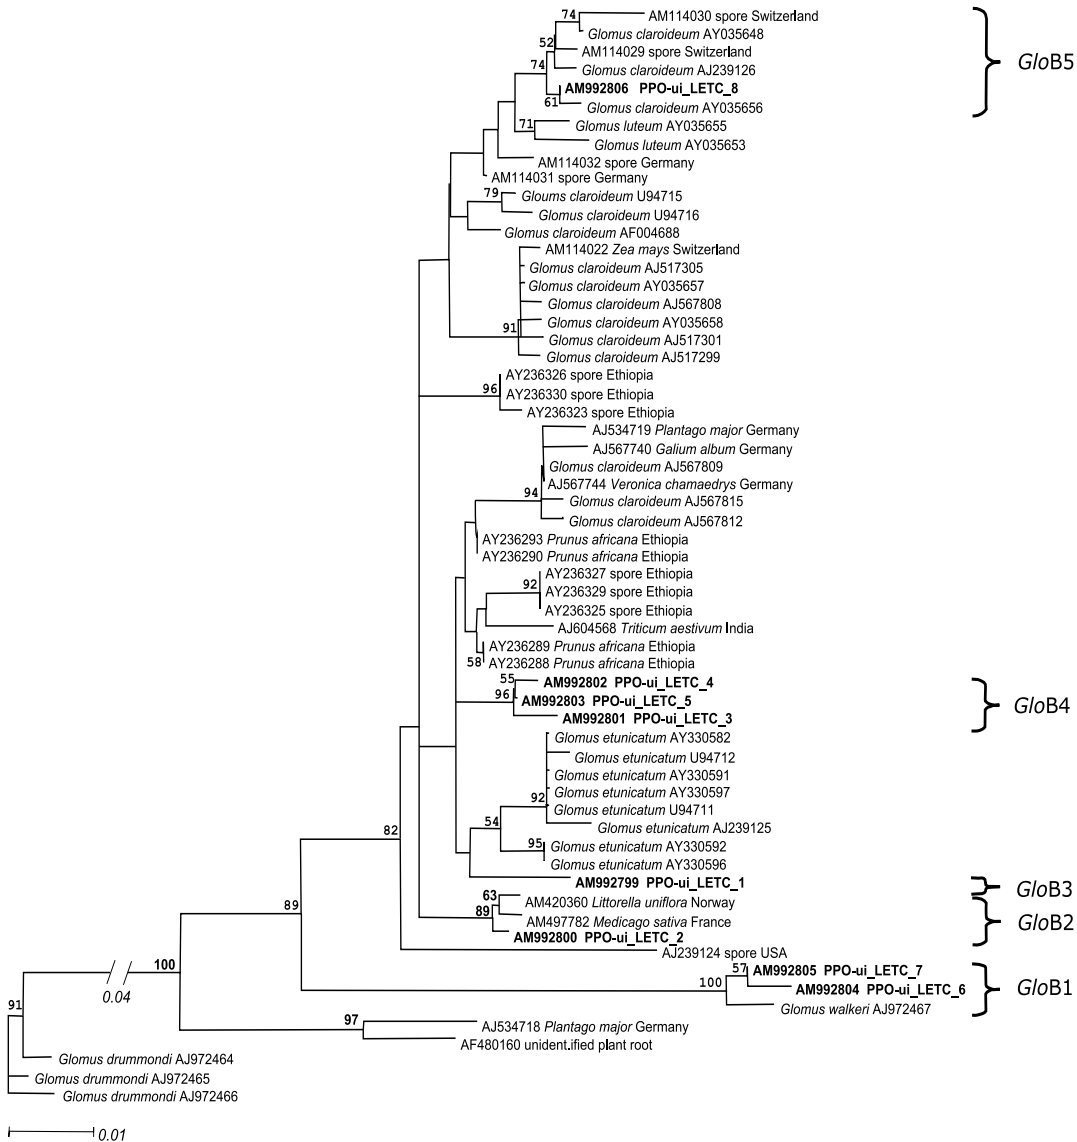 74
AM114030 spore Switzerland
Glomus claroideum AY035648
52
AM114029 spore Switzerland
74
Glomus claroideum AJ239126
GloB5
AM992806 PPO-ui_LETC_8
61
Glomus claroideum AY035656
71
Glomus luteum AY035655
Glomus luteum AY035653
AM114032 spore Germany
AM114031 spore Germany
79
Gloums claroideum U94715
Glomus claroideum U94716
Glomus claroideum AF004688
AM114022 Zea mays Switzerland
Glomus claroideum AJ517305
Glomus claroideum AY035657
Glomus claroideum AJ567808
91
Glomus claroideum AY035658
Glomus claroideum AJ517301
Glomus claroideum AJ517299
AY236326 spore Ethiopia
96
AY236330 spore Ethiopia
AY236323 spore Ethiopia
AJ534719 Plantago major Germany
AJ567740 Galium album Germany
Glomus claroideum AJ567809
AJ567744 Veronica chamaedrys Germany
94
Glomus claroideum AJ567815
Glomus claroideum AJ567812
AY236293 Prunus africana Ethiopia
AY236290 Prunus africana Ethiopia
AY236327 spore Ethiopia
92
AY236329 spore Ethiopia
AY236325 spore Ethiopia
AJ604568 Triticum aestivum India
AY236289 Prunus africana Ethiopia
58
AY236288 Prunus africana Ethiopia
55
AM992802 PPO-ui_LETC_4
96
AM992803 PPO-ui_LETC_5
GloB4
AM992801 PPO-ui_LETC_3
Glomus etunicatum AY330582
Glomus etunicatum U94712
Glomus etunicatum AY330591
Glomus etunicatum AY330597
92
Glomus etunicatum U94711
54
Glomus etunicatum AJ239125
82
95
Glomus etunicatum AY330592
Glomus etunicatum AY330596
AM992799 PPO-ui_LETC_1
GloB3
63
AM420360 Littorella uniflora Norway
89
89
AM497782 Medicago sativa France
GloB2
AM992800 PPO-ui_LETC_2
AJ239124 spore USA
100
0.04
57
AM992805 PPO-ui_LETC_7
100
AM992804 PPO-ui_LETC_6
GloB1
91
Glomus walkeri AJ972467
97
AJ534718 Plantago major Germany
AF480160 unident.ified plant root
Glomus drummondi AJ972464
Glomus drummondi AJ972465
Glomus drummondi AJ972466
0.01